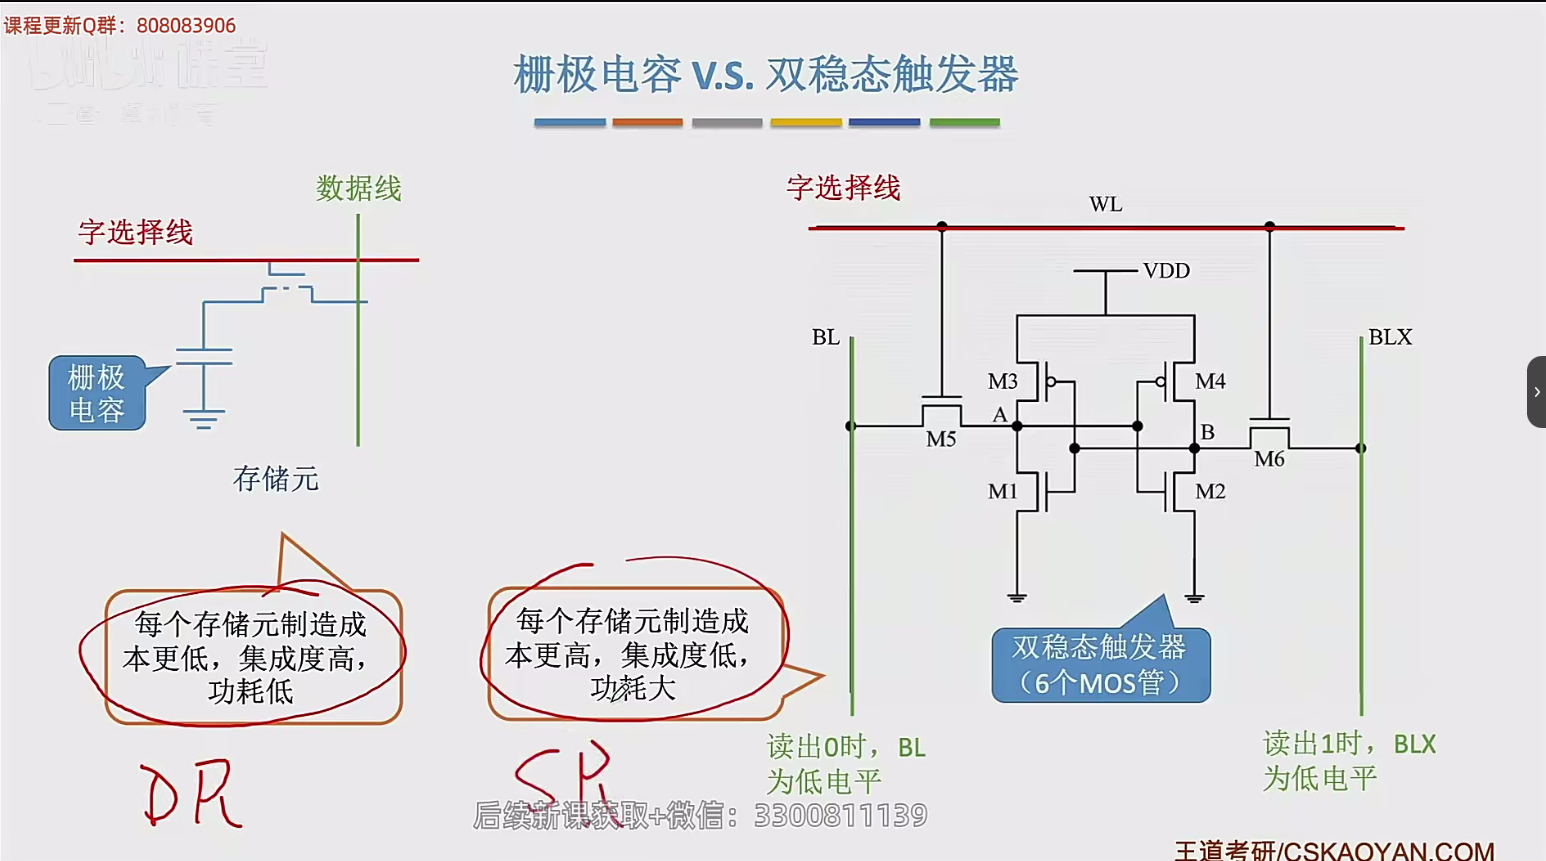 课程更新Q群：808083906
课堂
栅极电容 V.S. 双稳态触发器
数据线
字选择线
字选择线
WL
VDD
BL
BLX
栅极
电容
M3
M4
A
B
M5
M6
M1
M2
存储元
每个存储元制造成
本更低，集成度高，
功耗低
每个存储元制造成
本更高，集成度低，
功耗大
双稳态触发器
（6个MOS管）
DR
SR
读出0时，BL
为低电平
读出1时，BLX
为低电平
后续新课获取+微信：3300811139
王道考研/CSKAOYAN.COM